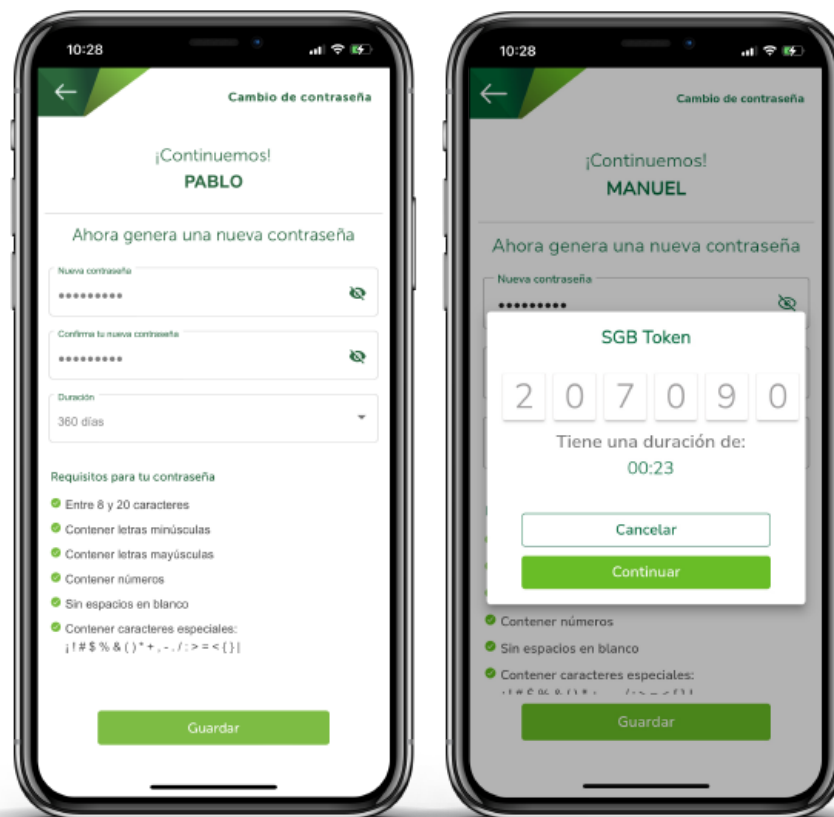 10:28
Cambio de contraseña
¡Continuemos!
PABLO
Ahora genera una nueva contraseña
Nueva contraseña
•••••••••
Confirma tu nueva contraseña
•••••••••
Duración
360 días
Requisitos para tu contraseña
Entre 8 y 20 caracteres
Contener letras minúsculas
Contener letras mayúsculas
Contener números
Sin espacios en blanco
Contener caracteres especiales:
¡!#$%&()*+,-./:>=<{}|
Guardar
10:28
Cambio de contraseña
¡Continuemos!
MANUEL
Ahora genera una nueva contraseña
Nueva contraseña
•••••••••
SGB Token
2 0 7 0 9 0
Tiene una duración de:
00:23
Cancelar
Continuar
Contener números
Sin espacios en blanco
Contener caracteres especiales:
Guardar